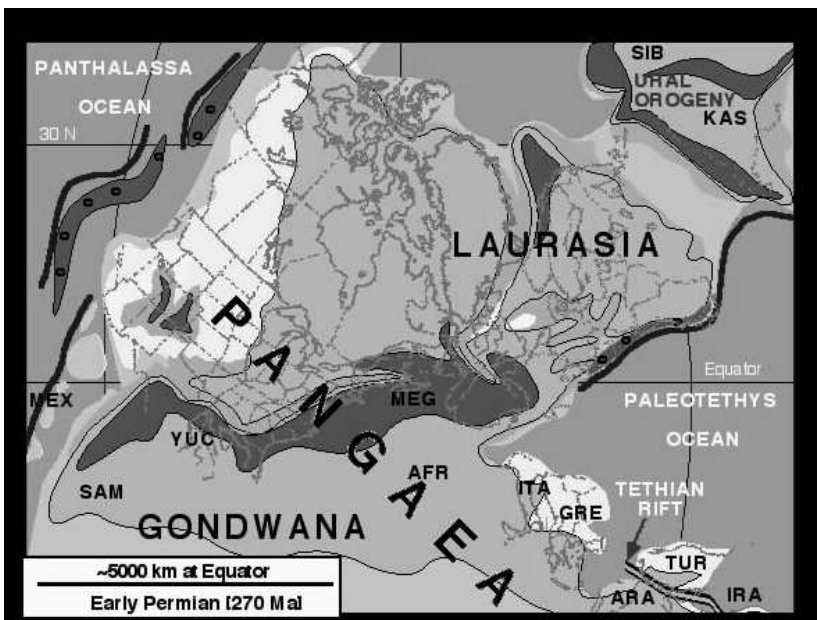 PANTHALASSA
OCEAN
30 N
SIB
URAL
OROGENY
KAS
LAURASIA
PANGAEA
Equator
MEX
MEG
PALEOTETHYS
OCEAN
YUC
AFR
SAM
ITA
GRE
TETHIAN
RIFT
GONDWANA
TUR
ARA
IRA
~5000 km at Equator
Early Permian [270 Ma]